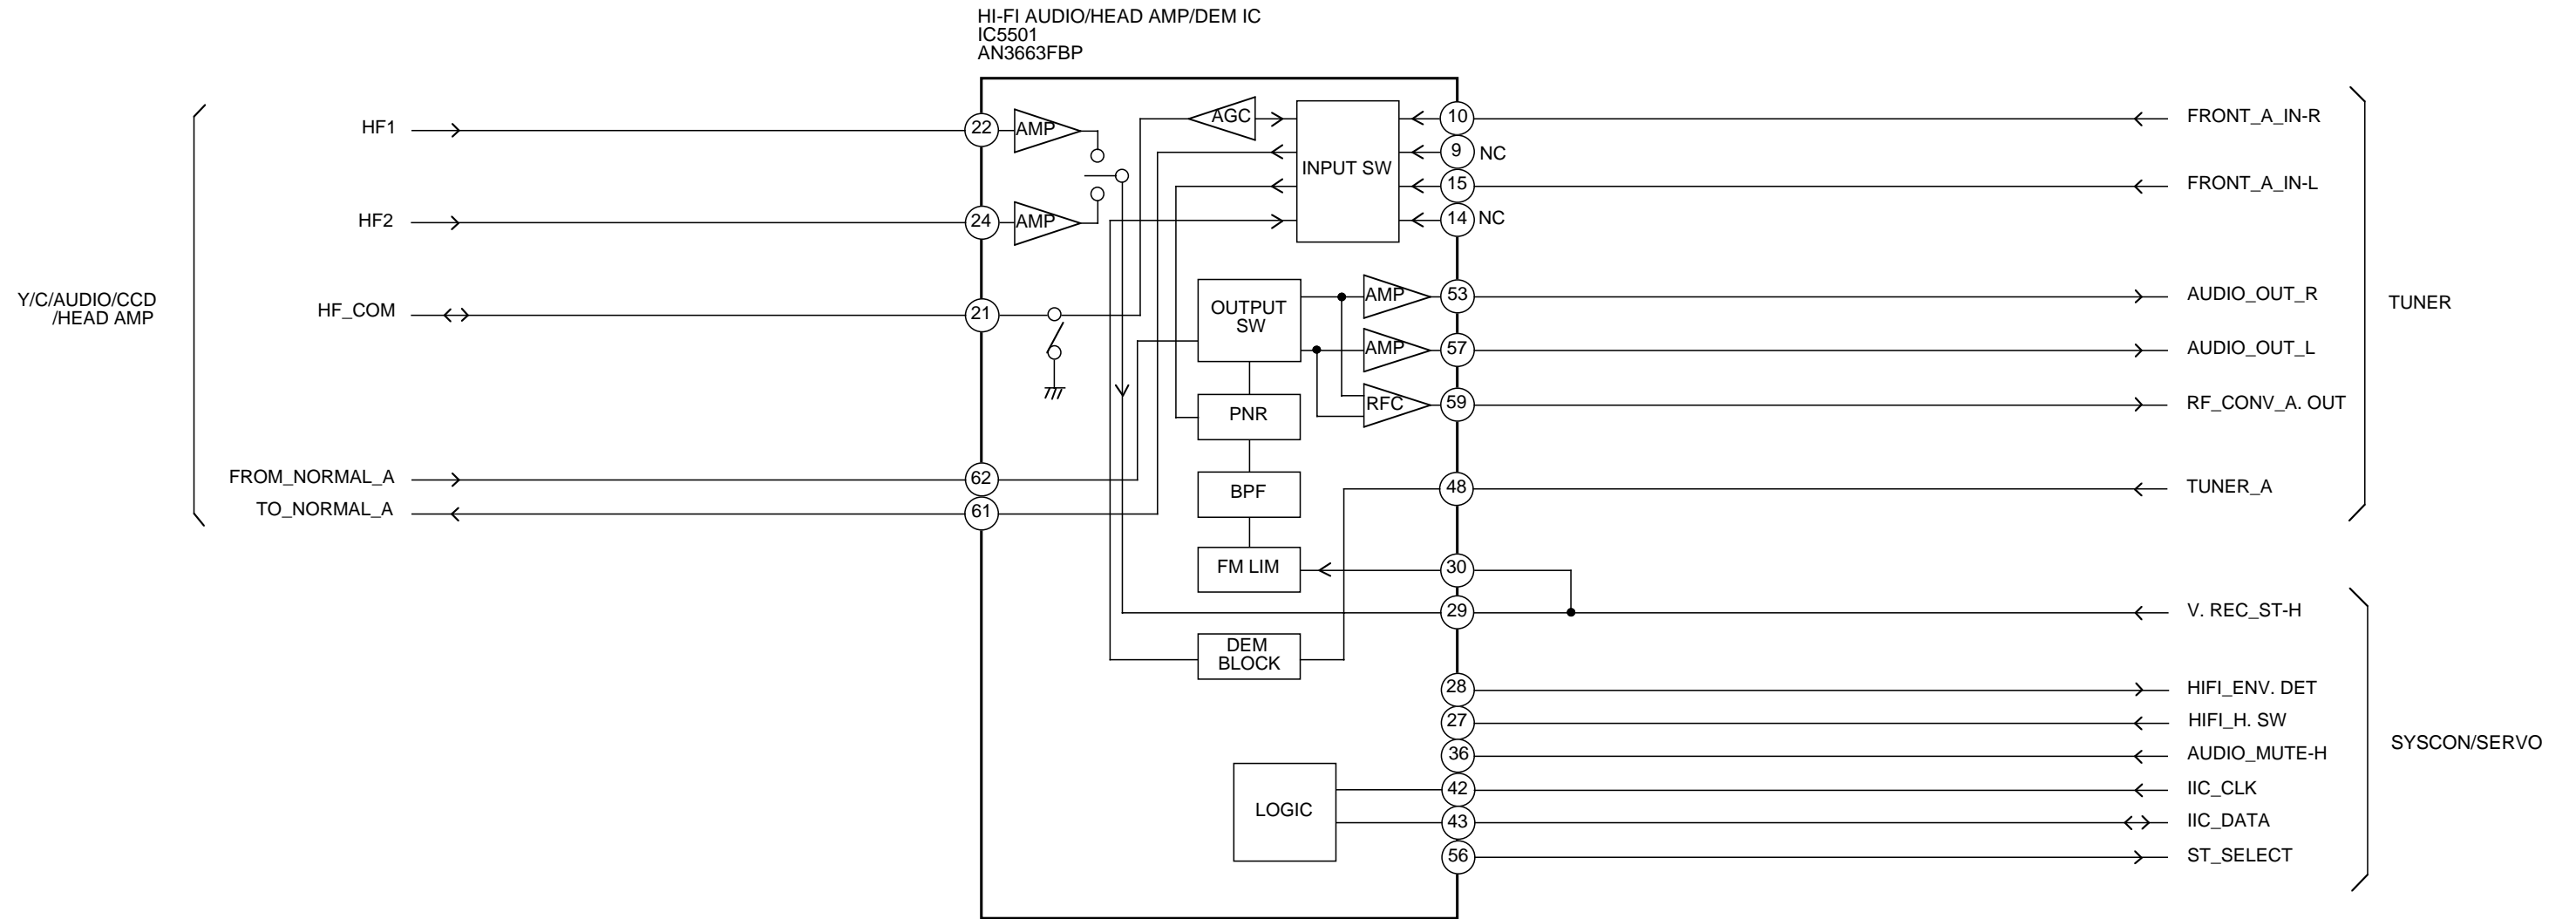 HI-FI AUDIO/HEAD AMP/DEM IC
IC5501
AN3663FBP
Y/C/AUDIO/CCD
/HEAD AMP
HF1
HF2
HF_COM
FROM_NORMAL_A
TO_NORMAL_A
22
24
21
62
61
AMP
AMP
AGC
INPUT SW
OUTPUT
SW
PNR
BPF
FM LIM
DEM
BLOCK
LOGIC
AMP
AMP
RFC
10
9 NC
15
14 NC
53
57
59
48
30
29
28
27
36
42
43
56
FRONT_A_IN-R
FRONT_A_IN-L
AUDIO_OUT_R
AUDIO_OUT_L
RF_CONV_A. OUT
TUNER_A
TUNER
V. REC_ST-H
HIFI_ENV. DET
HIFI_H. SW
AUDIO_MUTE-H
IIC_CLK
IIC_DATA
ST_SELECT
SYSCON/SERVO